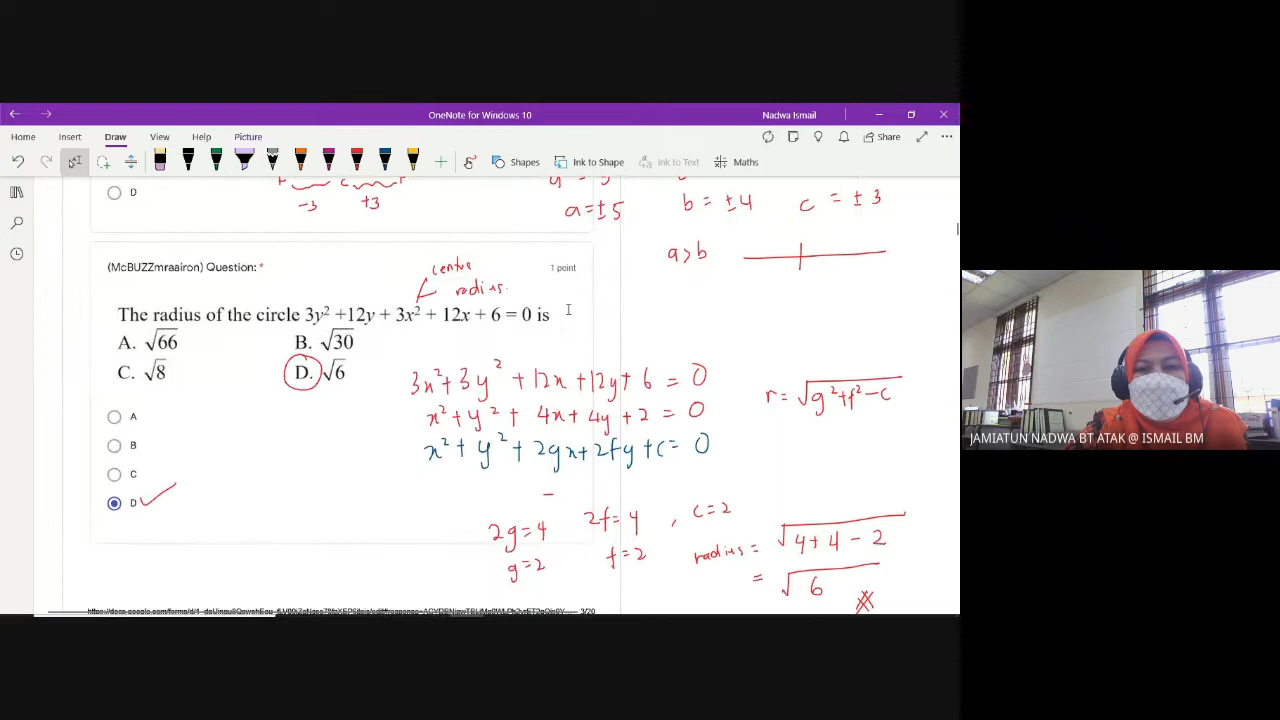 OneNote for Windows 10
Nadwa Ismail
Home Insert Draw View Help Picture
Share
Shapes Ink to Shape Ink to Text Maths
D
-3 +3
a = ±5
b = ±4 c = ±3
a > b
(McBUZZmraairon) Question: *
1 point
centre
radius.
The radius of the circle 3y² +12y + 3x² + 12x + 6 = 0 is
A. √66 B. √30
C. √8 D. √6
A
B
C
D
3x² + 3y² + 12x + 12y + 6 = 0
x² + y² + 4x + 4y + 2 = 0
x² + y² + 2gx + 2fy + c = 0
r = √g² + f² - c
2g = 4 2f = 4 , c = 2
g = 2 f = 2
radius = √4 + 4 - 2
= √6
3/20
JAMIATUN NADWA BT ATAK @ ISMAIL BM